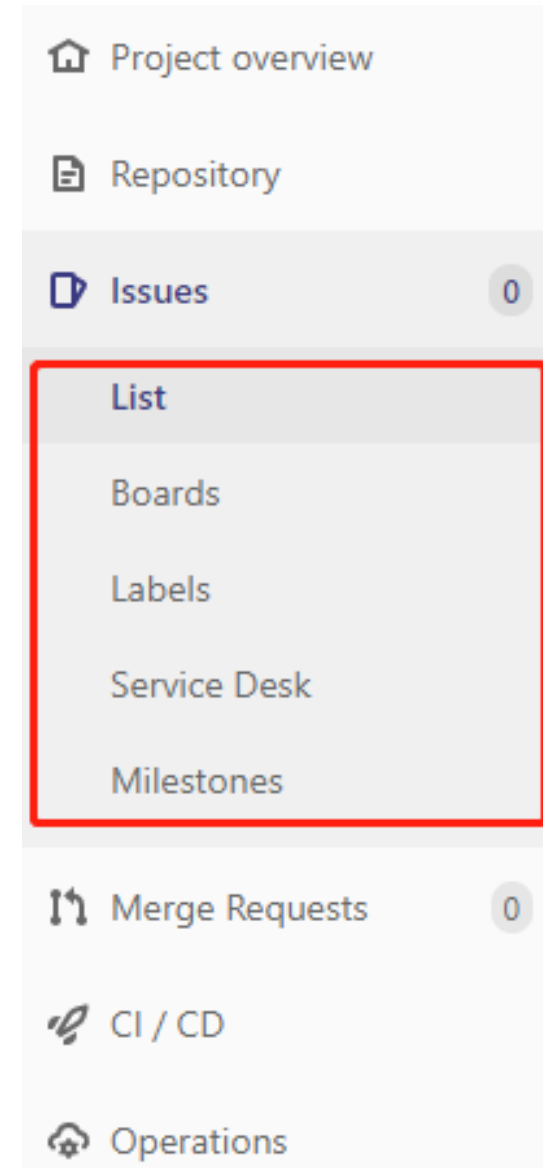 Project overview
Repository
Issues 0
List
Boards
Labels
Service Desk
Milestones
Merge Requests 0
CI / CD
Operations